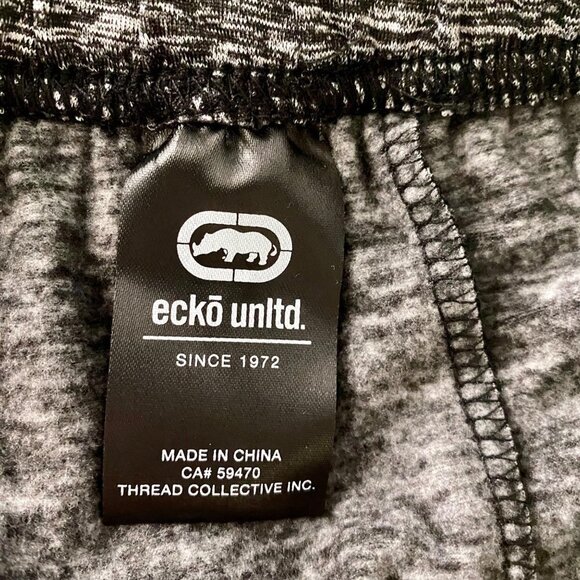 eckō unltd.
SINCE 1972
MADE IN CHINA
CA# 59470
THREAD COLLECTIVE INC.